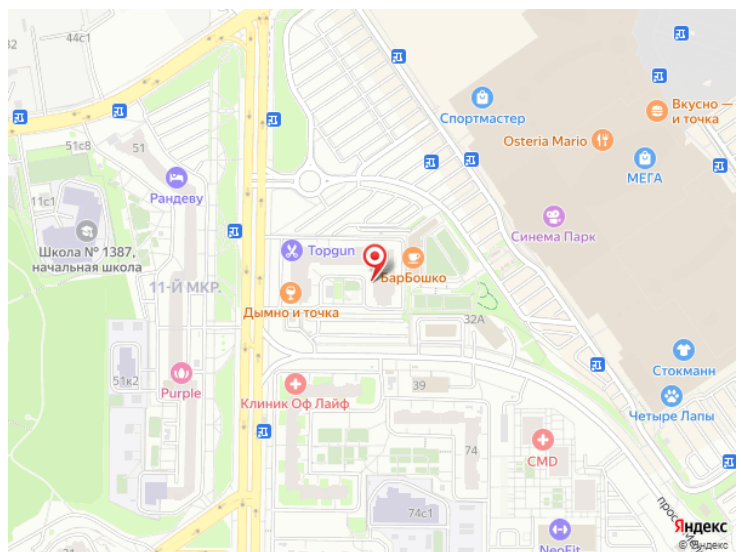 44с1
32
Вкусно —
и точка
Спортмастер
Osteria Mario
51с8
51
МЕГА
Рандеву
11с1
Синема Парк
Школа № 1387,
начальная школа
Topgun
БарБошко
11-Й МКР.
Дымно и точка
32А
Стокманн
51к2
Purple
Клиник Оф Лайф
39
Четыре Лапы
74
CMD
74с1
Яндекс
© Яндекс
NeoFit